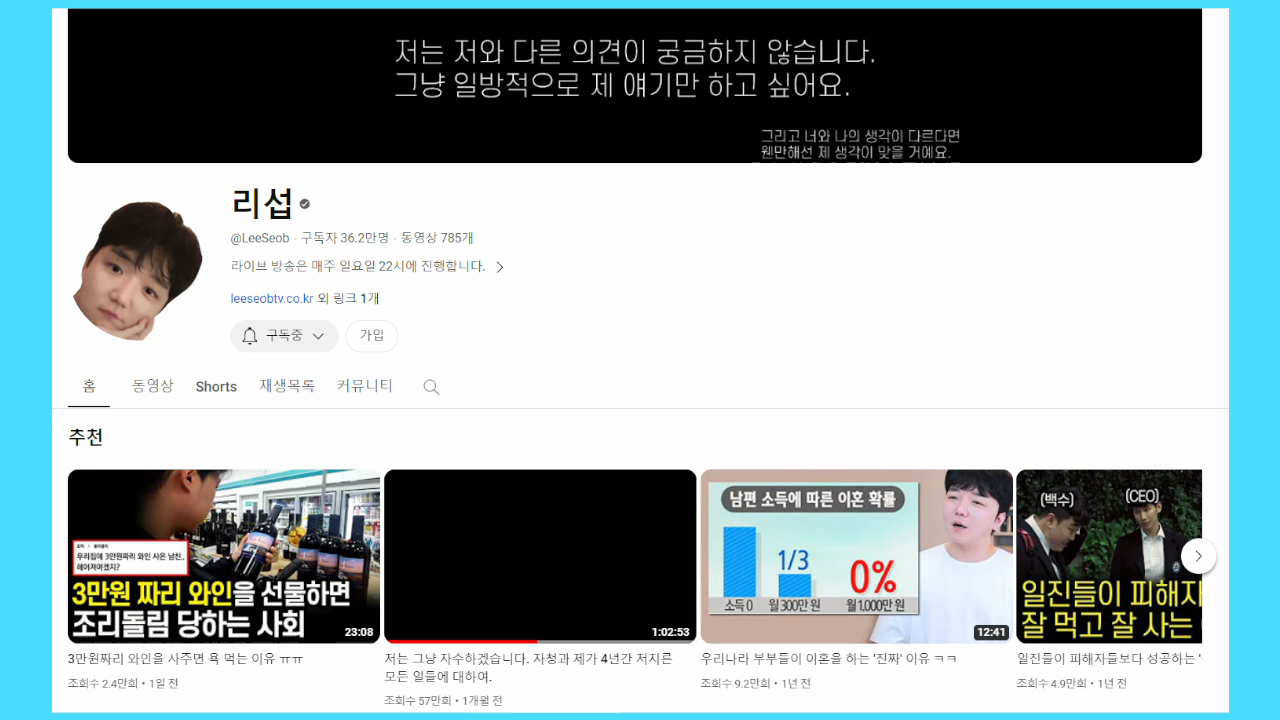 저는 저와 다른 의견이 궁금하지 않습니다.
그냥 일방적으로 제 얘기만 하고 싶어요.
그리고 너와 나의 생각이 다르다면
웬만해선 제 생각이 맞을 거예요.
리섭
@LeeSeob · 구독자 36.2만명 · 동영상 785개
라이브 방송은 매주 일요일 22시에 진행합니다.
leeseobtv.co.kr 외 링크 1개
구독중
가입
홈
동영상
Shorts
재생목록
커뮤니티
추천
우리집에 3만원짜리 와인 사온 남친..
헤어져야겠지?
3만원 짜리 와인을 선물하면
조리돌림 당하는 사회
23:08
3만원짜리 와인을 사주면 욕 먹는 이유 ㅠㅠ
조회수 2.4만회 • 1일 전
1:02:53
저는 그냥 자수하겠습니다. 자청과 제가 4년간 저지른
모든 일들에 대하여.
조회수 57만회 • 1개월 전
남편 소득에 따른 이혼 확률
1/3
0%
소득 0
월 300만 원
월 1,000만 원
12:41
우리나라 부부들이 이혼을 하는 '진짜' 이유 ㅋㅋ
조회수 9.2만회 • 1년 전
(백수)
(CEO)
일진들이 피해자
잘 먹고 잘 사는
일진들이 피해자들보다 성공하는 '
조회수 4.9만회 • 1년 전